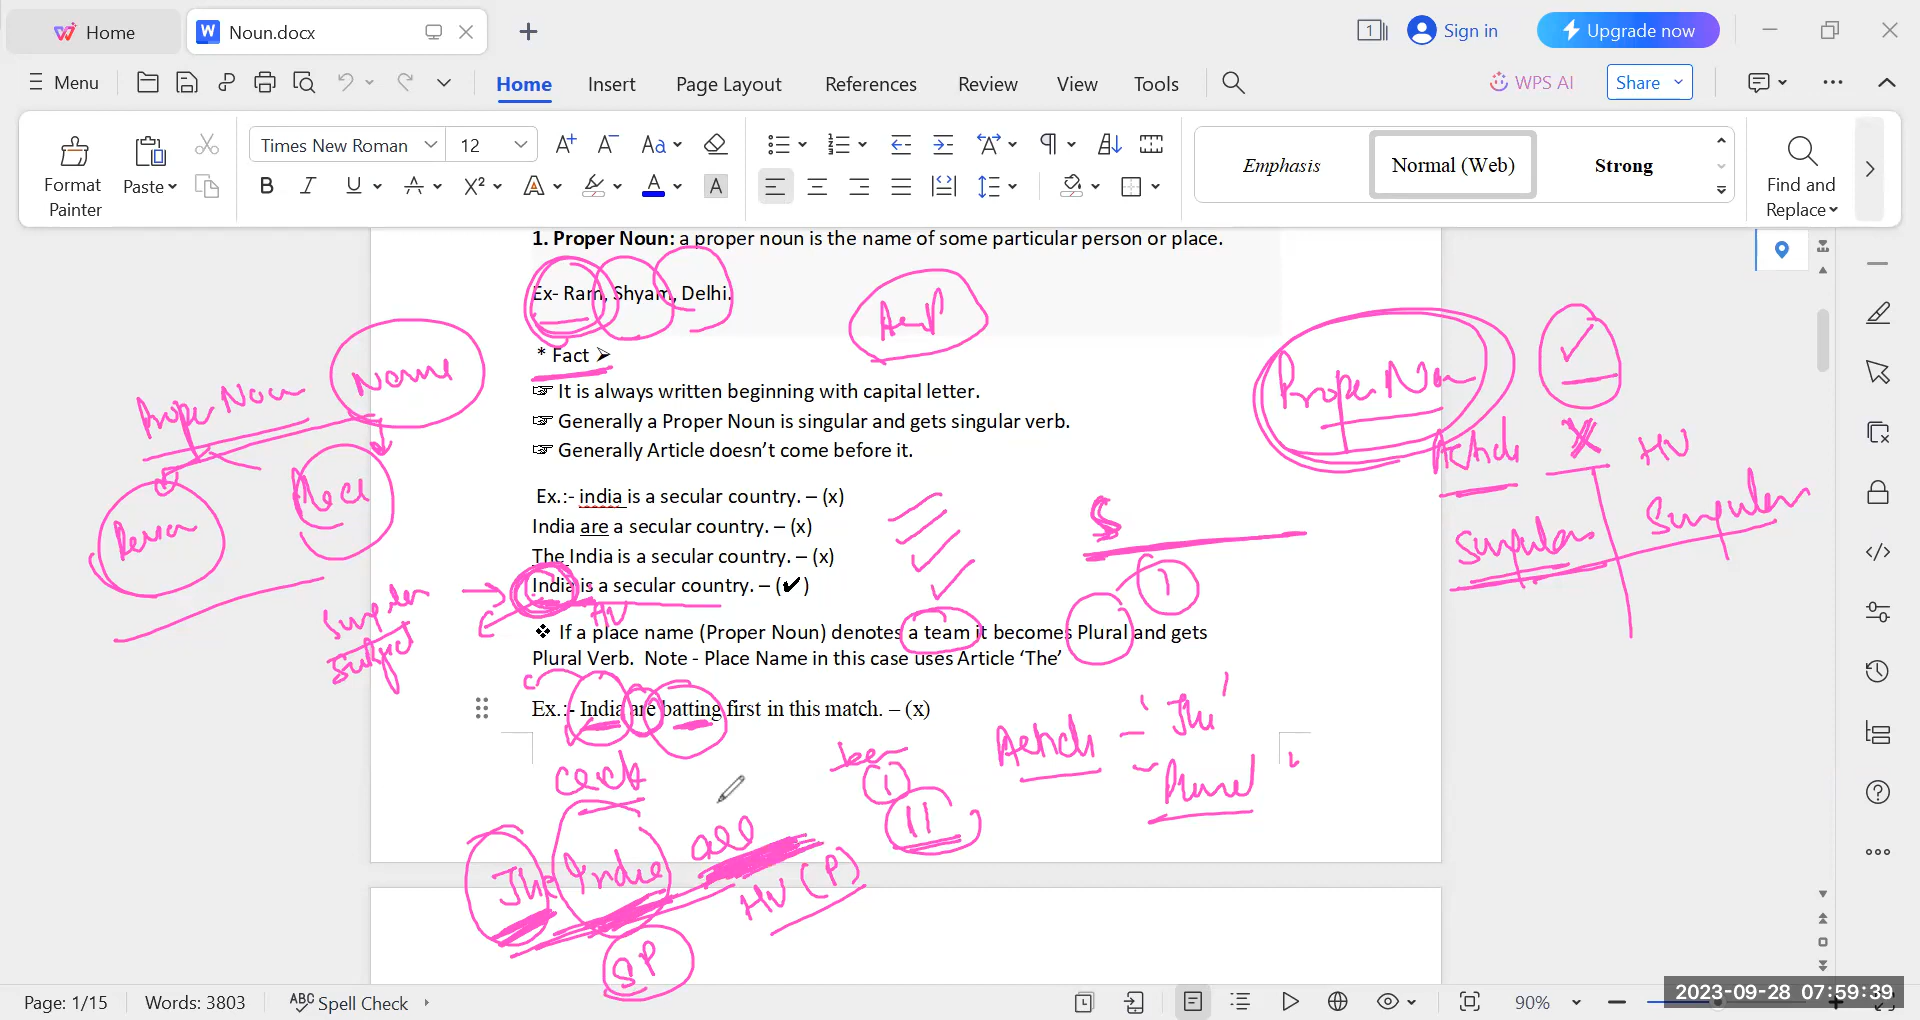 Home
Noun.docx
1
Sign in
Upgrade now
Menu
Home
Insert
Page Layout
References
Review
View
Tools
WPS AI
Share
Format Painter
Paste
Times New Roman
12
Emphasis
Normal (Web)
Strong
Find and Replace
1. Proper Noun: a proper noun is the name of some particular person or place.
Ex- Ram, Shyam, Delhi.
* Fact ➢
☞ It is always written beginning with capital letter.
☞ Generally a Proper Noun is singular and gets singular verb.
☞ Generally Article doesn’t come before it.
Ex.:- india is a secular country. – (x)
India are a secular country. – (x)
The India is a secular country. – (x)
India is a secular country. – (✔)
❖ If a place name (Proper Noun) denotes a team it becomes Plural and gets
Plural Verb. Note - Place Name in this case uses Article ‘The’
Ex.:- India are batting first in this match. – (x)
Name
Proper Noun
Person
Place
Proper Noun
Article
X
HV
Singular
Singular
Singular
Subject
HV
S
1
Article - 'The'
- Plural
1
11
The India
HV (P)
SP
Page: 1/15
Words: 3803
Spell Check
90%
2023-09-28 07:59:39